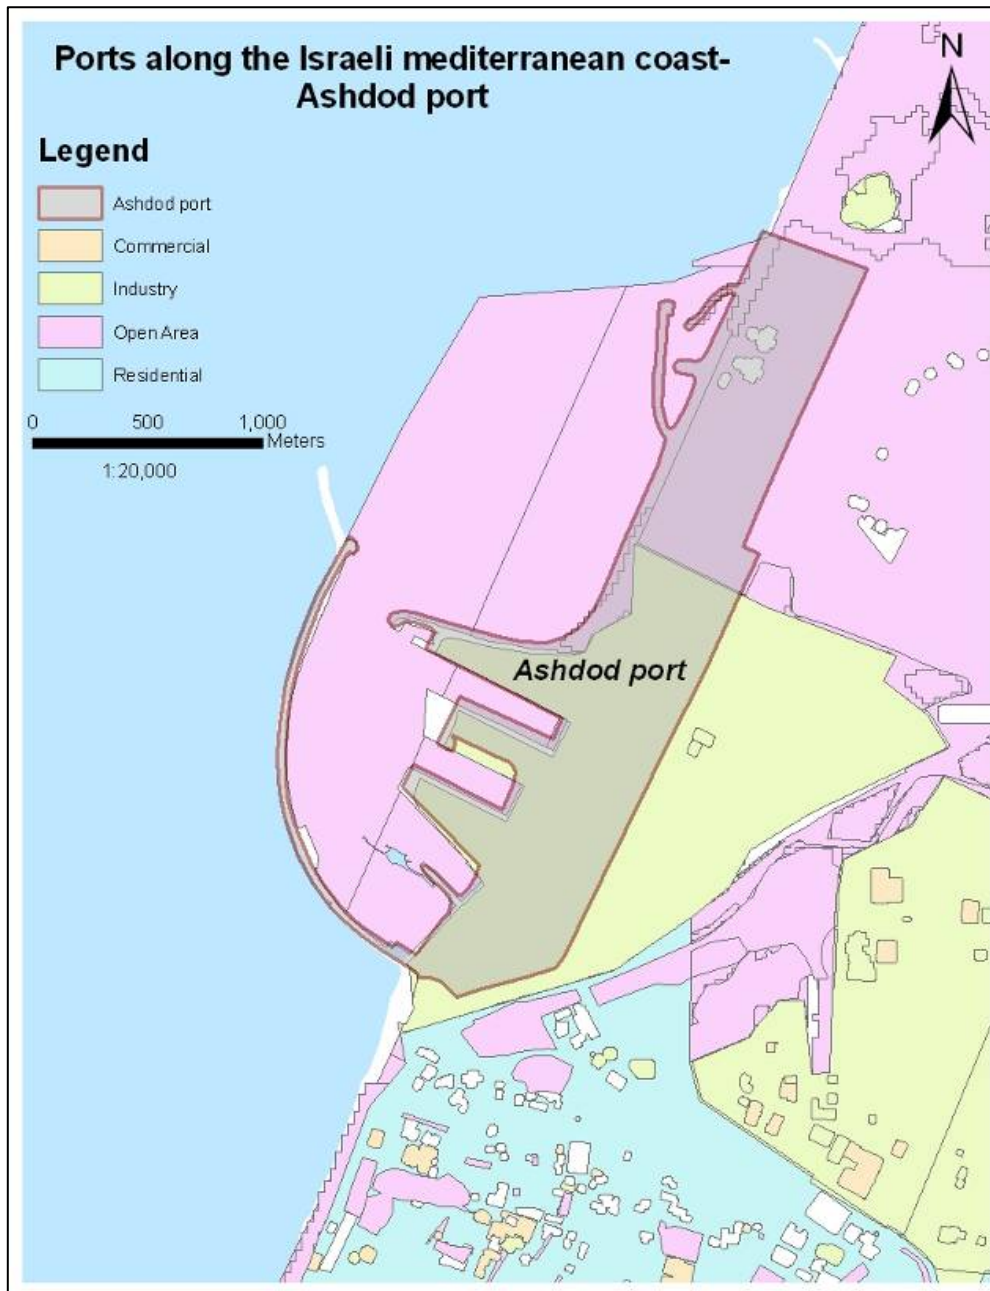 Ports along the Israeli mediterranean coast-
Ashdod port
N
Legend
Ashdod port
Commercial
Industry
Open Area
Residential
0 500 1,000
Meters
1:20,000
Ashdod port